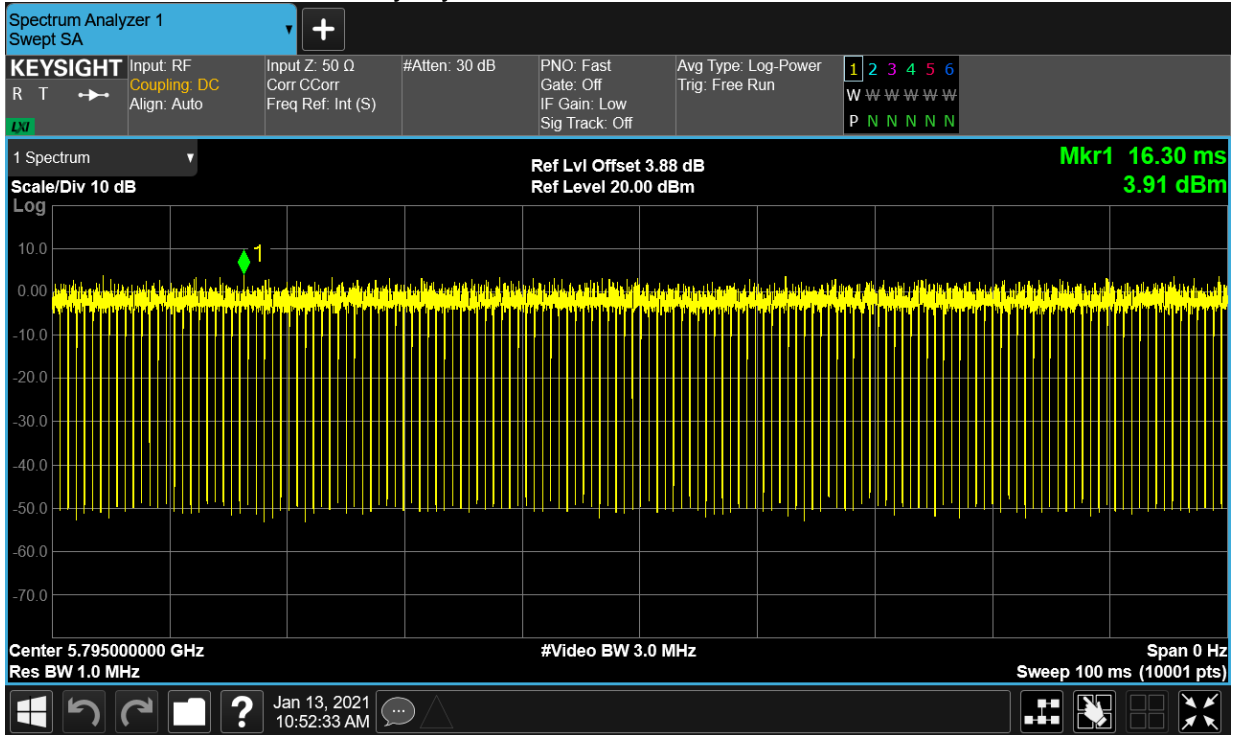 Spectrum Analyzer 1
Swept SA
+
KEYSIGHT
R T
LXI
Input: RF
Coupling: DC
Align: Auto
Input Z: 50 Ω
Corr CCorr
Freq Ref: Int (S)
#Atten: 30 dB
PNO: Fast
Gate: Off
IF Gain: Low
Sig Track: Off
Avg Type: Log-Power
Trig: Free Run
1 2 3 4 5 6
W W W W W W
P N N N N N
1 Spectrum
Scale/Div 10 dB
Log
Ref Lvl Offset 3.88 dB
Ref Level 20.00 dBm
Mkr1 16.30 ms
3.91 dBm
1
10.0
0.00
-10.0
-20.0
-30.0
-40.0
-50.0
-60.0
-70.0
Center 5.795000000 GHz
Res BW 1.0 MHz
#Video BW 3.0 MHz
Span 0 Hz
Sweep 100 ms (10001 pts)
?
Jan 13, 2021
10:52:33 AM